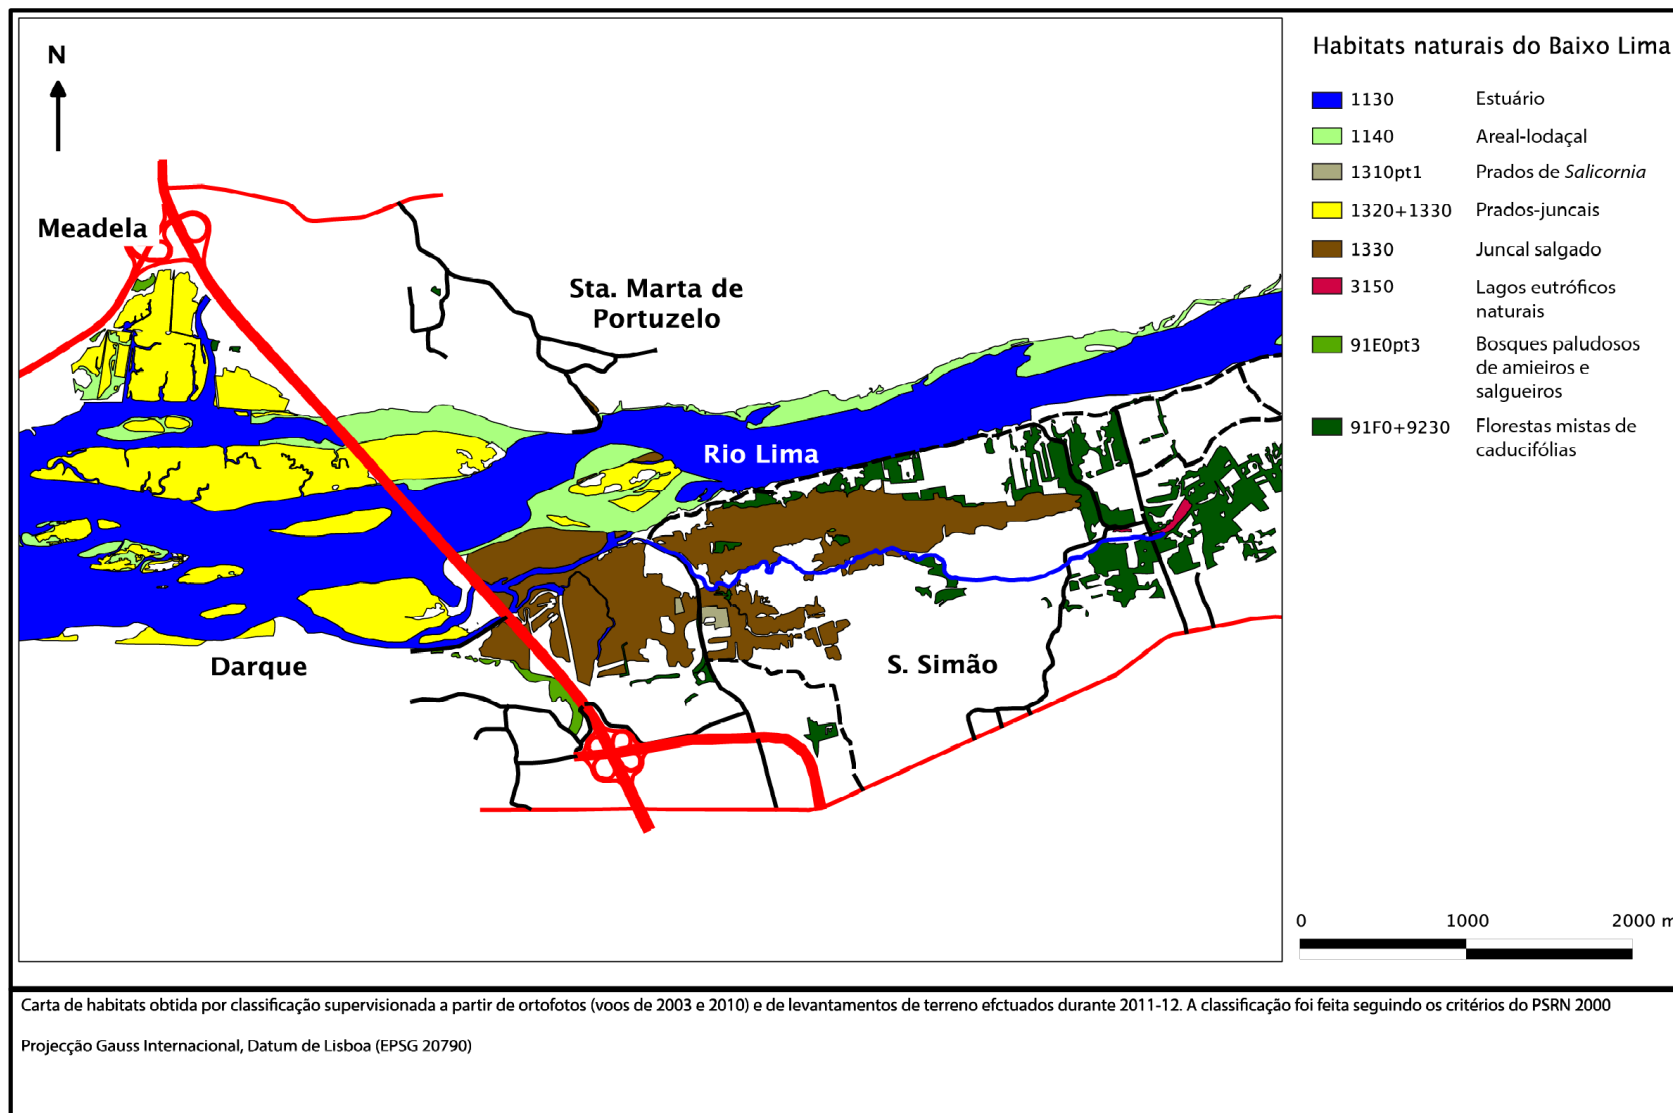 N
Meadela
Sta. Marta de
Portuzelo
Rio Lima
Darque
S. Simão
Habitats naturais do Baixo Lima
1130 Estuário
1140 Areal-lodaçal
1310pt1 Prados de Salicornia
1320+1330 Prados-juncais
1330 Juncal salgado
3150 Lagos eutróficos
naturais
91E0pt3 Bosques paludosos
de amieiros e
salgueiros
91F0+9230 Florestas mistas de
caducifólias
0 1000 2000 m
Carta de habitats obtida por classificação supervisionada a partir de ortofotos (voos de 2003 e 2010) e de levantamentos de terreno efctuados durante 2011-12. A classificação foi feita seguindo os critérios do PSRN 2000
Projecção Gauss Internacional, Datum de Lisboa (EPSG 20790)